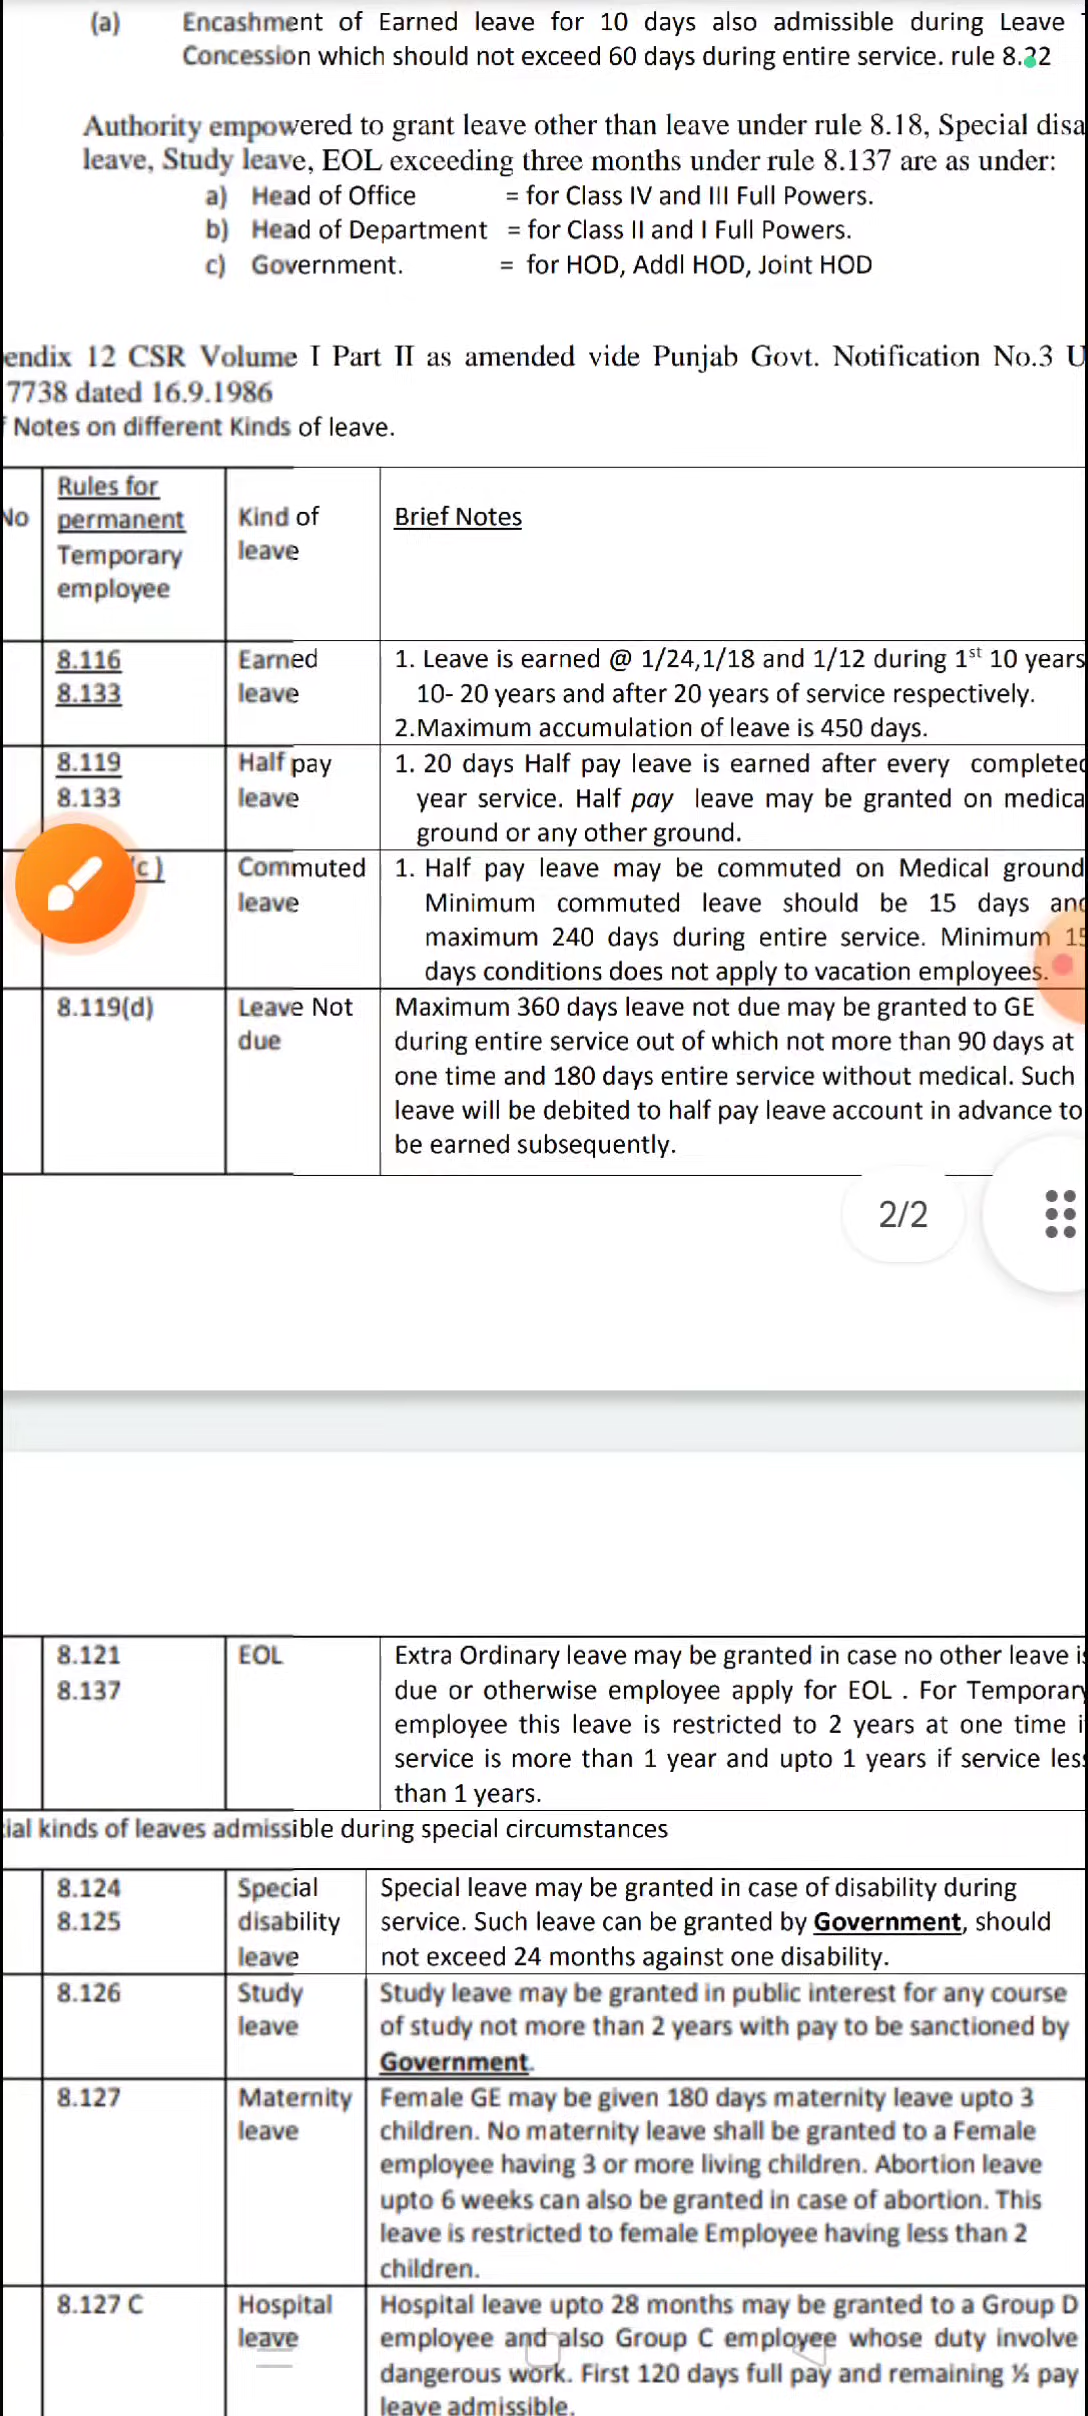 (a) Encashment of Earned leave for 10 days also admissible during Leave
Concession which should not exceed 60 days during entire service. rule 8.22
Authority empowered to grant leave other than leave under rule 8.18, Special disa
leave, Study leave, EOL exceeding three months under rule 8.137 are as under:
a) Head of Office = for Class IV and III Full Powers.
b) Head of Department = for Class II and I Full Powers.
c) Government. = for HOD, Addl HOD, Joint HOD
endix 12 CSR Volume I Part II as amended vide Punjab Govt. Notification No.3 U
7738 dated 16.9.1986
Notes on different Kinds of leave.
No
Rules for
permanent
Temporary
employee
Kind of
leave
Brief Notes
8.116
8.133
Earned
leave
1. Leave is earned @ 1/24,1/18 and 1/12 during 1st 10 years
10- 20 years and after 20 years of service respectively.
2.Maximum accumulation of leave is 450 days.
8.119
8.133
Half pay
leave
1. 20 days Half pay leave is earned after every completed
year service. Half pay leave may be granted on medica
ground or any other ground.
(c)
Commuted
leave
1. Half pay leave may be commuted on Medical ground
Minimum commuted leave should be 15 days and
maximum 240 days during entire service. Minimum 15
days conditions does not apply to vacation employees.
8.119(d)
Leave Not
due
Maximum 360 days leave not due may be granted to GE
during entire service out of which not more than 90 days at
one time and 180 days entire service without medical. Such
leave will be debited to half pay leave account in advance to
be earned subsequently.
2/2
8.121
8.137
EOL
Extra Ordinary leave may be granted in case no other leave is
due or otherwise employee apply for EOL . For Temporary
employee this leave is restricted to 2 years at one time i
service is more than 1 year and upto 1 years if service less
than 1 years.
cial kinds of leaves admissible during special circumstances
8.124
8.125
Special
disability
leave
Special leave may be granted in case of disability during
service. Such leave can be granted by Government, should
not exceed 24 months against one disability.
8.126
Study
leave
Study leave may be granted in public interest for any course
of study not more than 2 years with pay to be sanctioned by
Government.
8.127
Maternity
leave
Female GE may be given 180 days maternity leave upto 3
children. No maternity leave shall be granted to a Female
employee having 3 or more living children. Abortion leave
upto 6 weeks can also be granted in case of abortion. This
leave is restricted to female Employee having less than 2
children.
8.127 C
Hospital
leave
Hospital leave upto 28 months may be granted to a Group D
employee and also Group C employee whose duty involve
dangerous work. First 120 days full pay and remaining ½ pay
leave admissible.